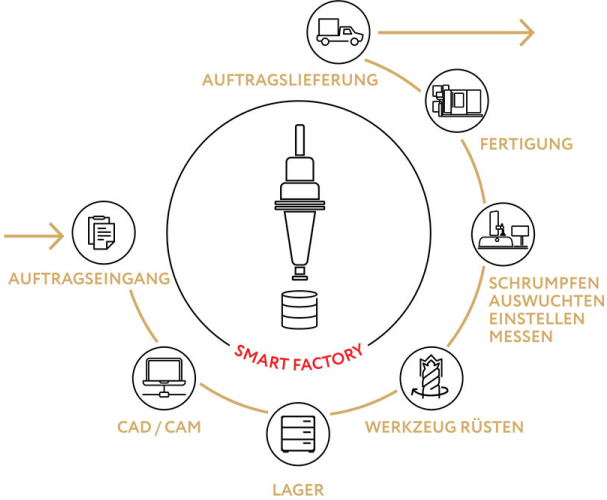 AUFTRAGSLIEFERUNG
FERTIGUNG
AUFTRAGSEINGANG
SCHRUMPFEN
AUSWUCHTEN
EINSTELLEN
MESSEN
SMART FACTORY
CAD / CAM
WERKZEUG RÜSTEN
LAGER